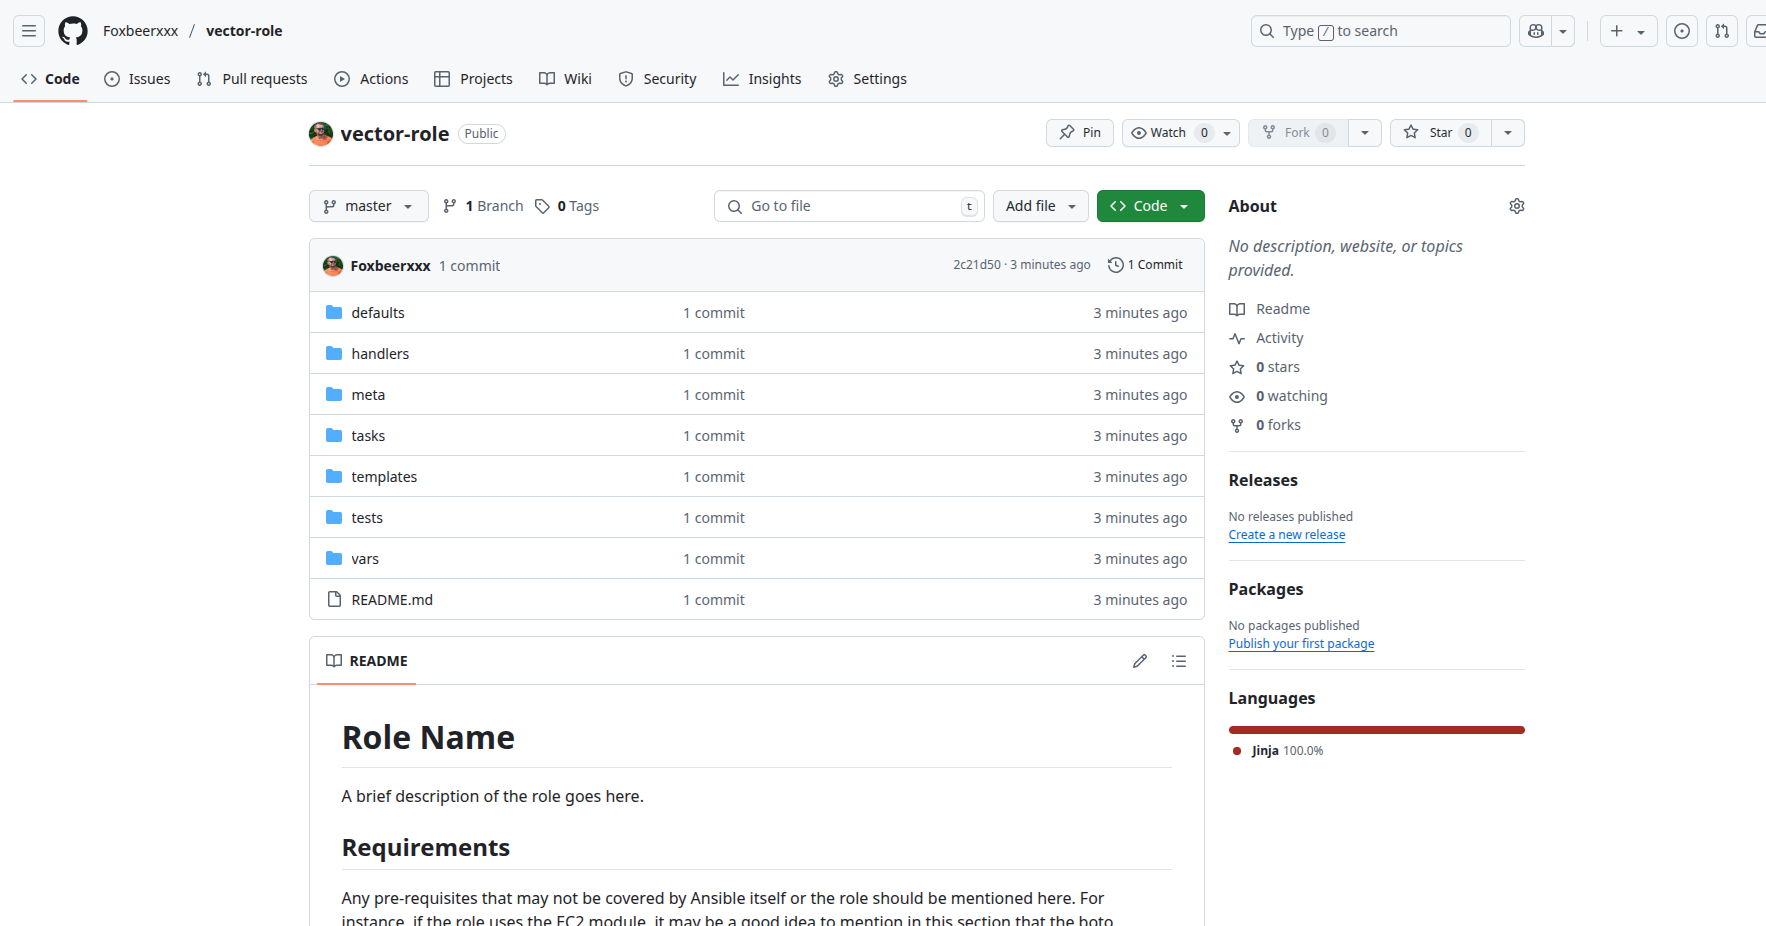 Foxbeerxxx / vector-role
Type / to search
Code Issues Pull requests Actions Projects Wiki Security Insights Settings
vector-role Public
Pin Watch 0 Fork 0 Star 0
master 1 Branch 0 Tags Go to file t Add file Code
Foxbeerxxx 1 commit 2c21d50 · 3 minutes ago 1 Commit
defaults 1 commit 3 minutes ago
handlers 1 commit 3 minutes ago
meta 1 commit 3 minutes ago
tasks 1 commit 3 minutes ago
templates 1 commit 3 minutes ago
tests 1 commit 3 minutes ago
vars 1 commit 3 minutes ago
README.md 1 commit 3 minutes ago
README
Role Name
A brief description of the role goes here.
Requirements
Any pre-requisites that may not be covered by Ansible itself or the role should be mentioned here. For
instance, if the role uses the EC2 module, it may be a good idea to mention in this section that the boto
About
No description, website, or topics
provided.
Readme
Activity
0 stars
0 watching
0 forks
Releases
No releases published
Create a new release
Packages
No packages published
Publish your first package
Languages
Jinja 100.0%